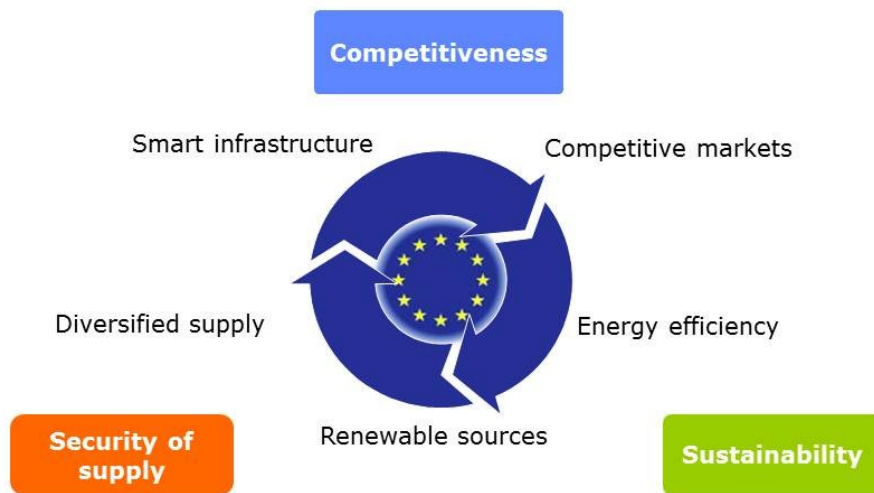 Competitiveness
Smart infrastructure
Competitive markets
Diversified supply
Energy efficiency
Renewable sources
Security of
supply
Sustainability